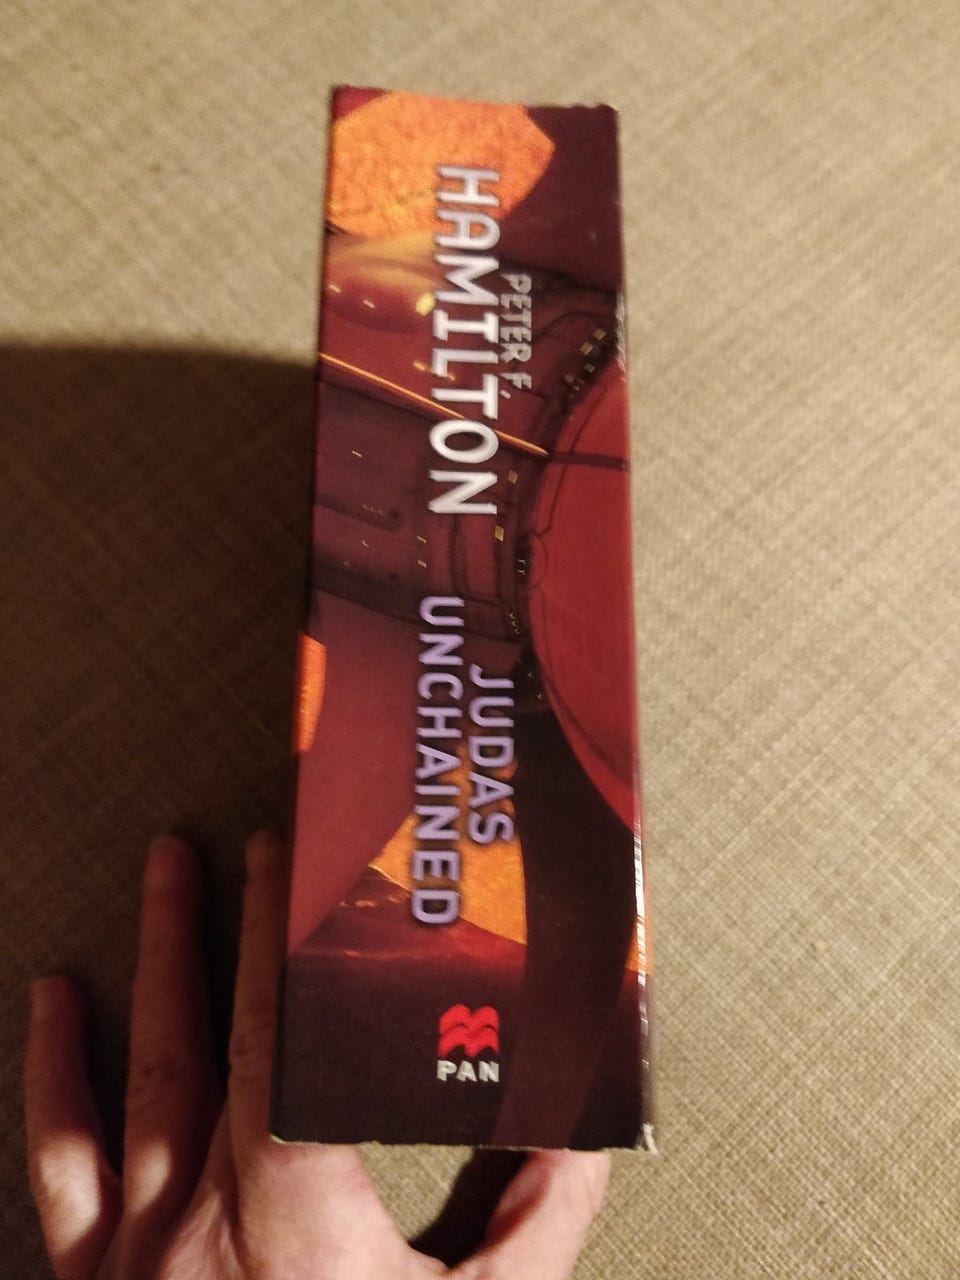 PETER F.
HAMILTON
JUDAS
UNCHAINED
PAN